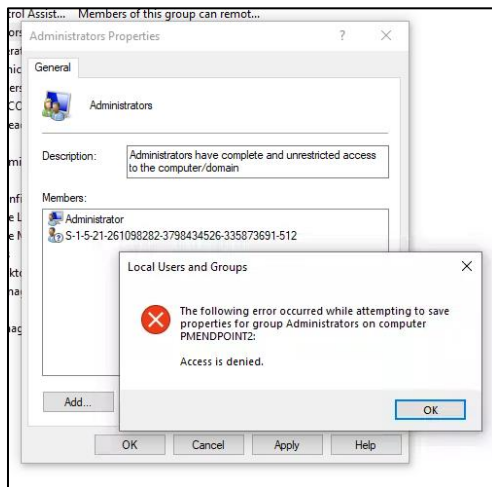 rol Assist... Members of this group can remot...
Administrators Properties
General
Administrators
Description:
Administrators have complete and unrestricted access
to the computer/domain
Members:
Administrator
S-1-5-21-261098282-3798434526-335873691-512
Local Users and Groups
The following error occurred while attempting to save
properties for group Administrators on computer
PMENDPOINT2:
Access is denied.
OK
Add...
OK Cancel Apply Help